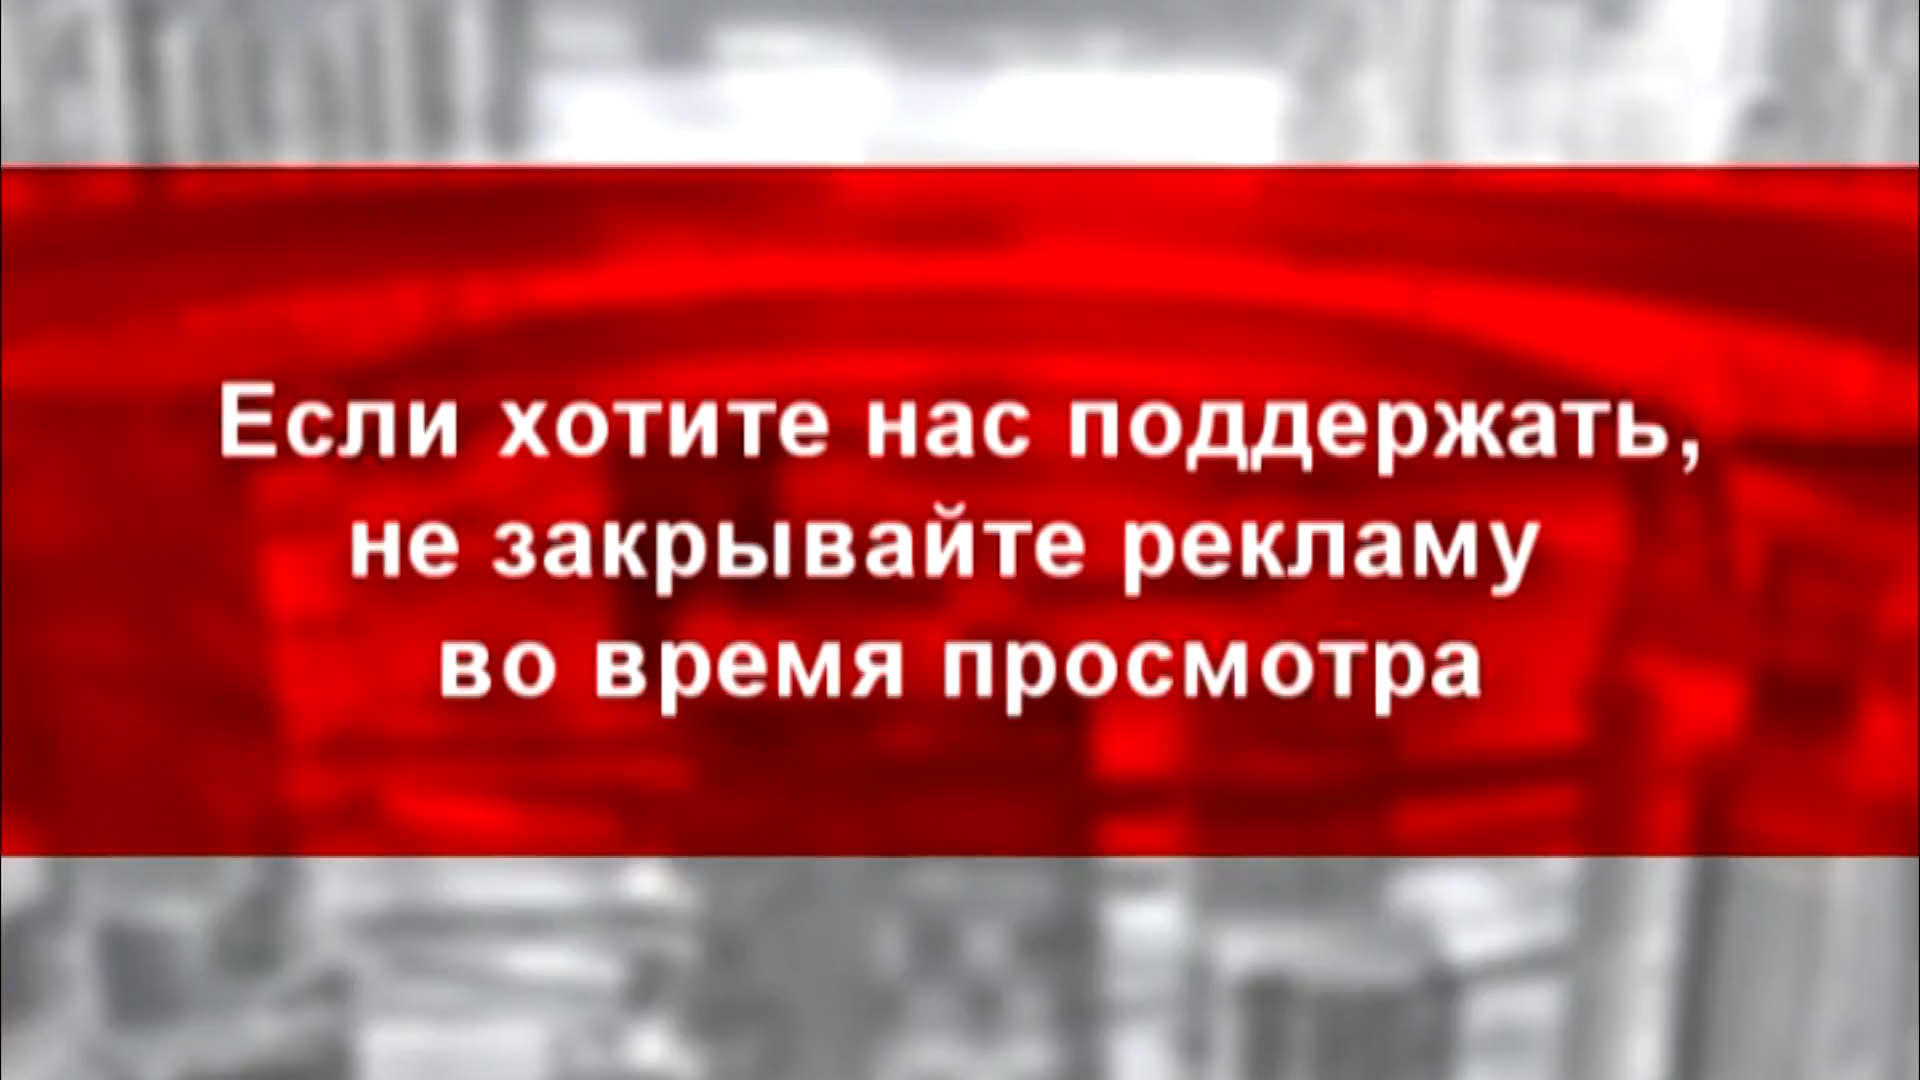 Если хотите нас поддержать,
не закрывайте рекламу
во время просмотра